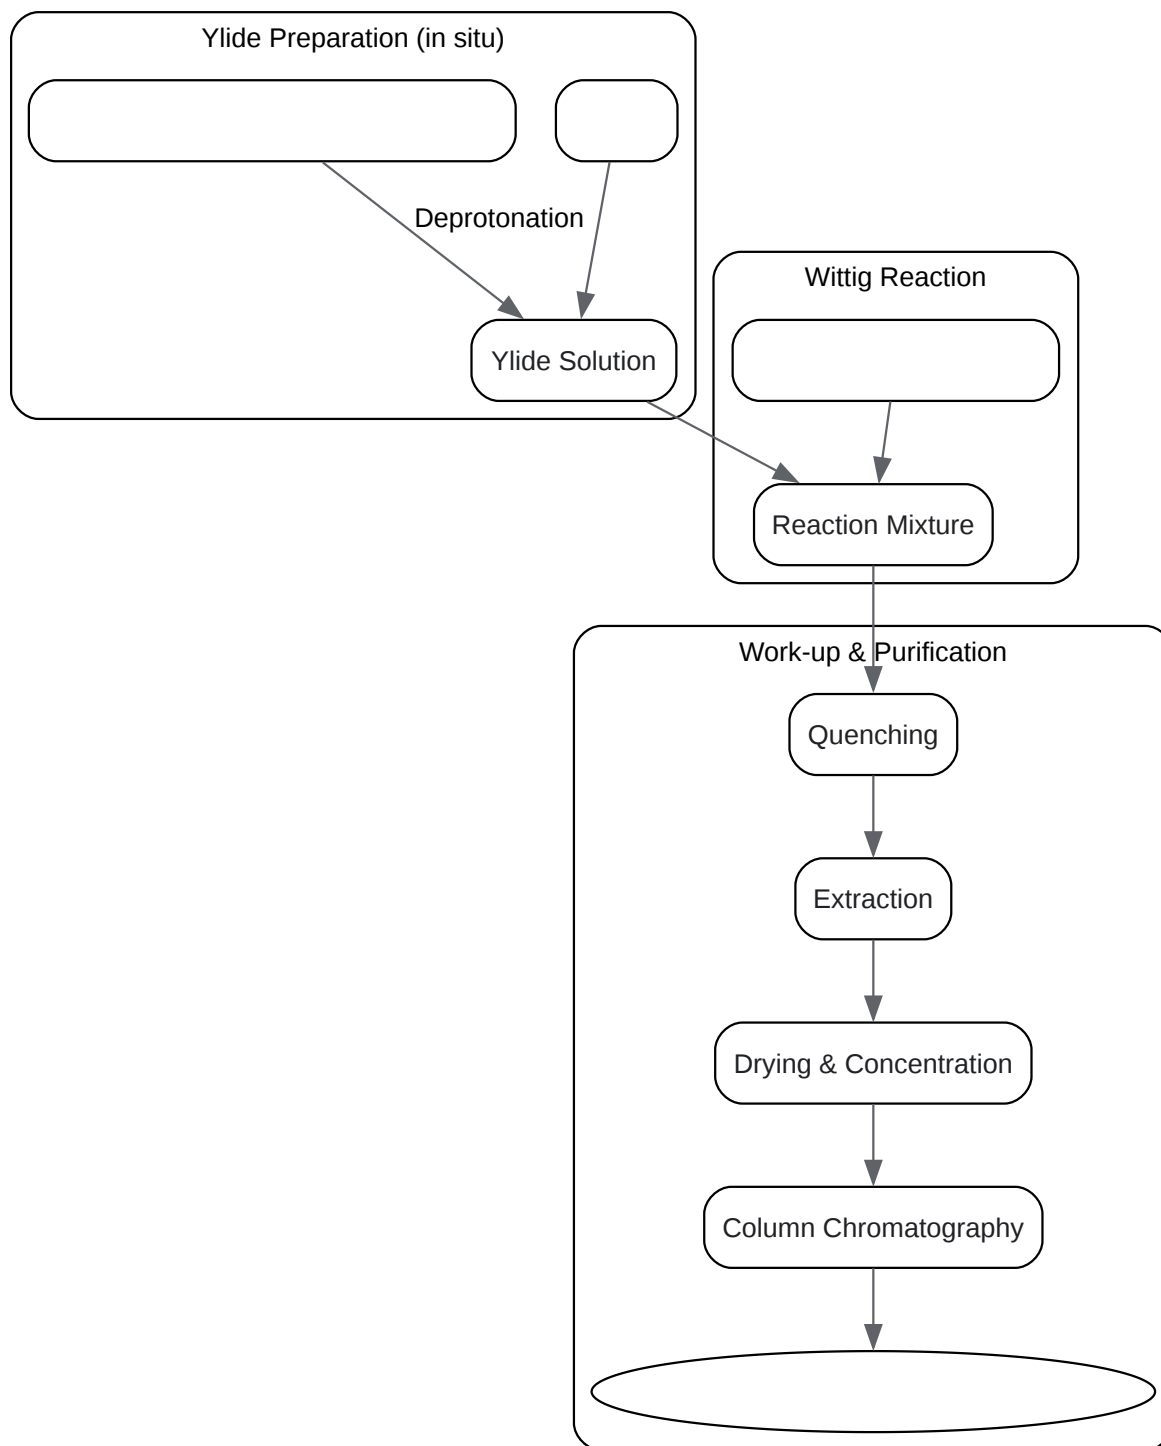 Ylide Preparation (in situ)
Deprotonation
Ylide Solution
Wittig Reaction
Reaction Mixture
Work-up & Purification
Quenching
Extraction
Drying & Concentration
Column Chromatography